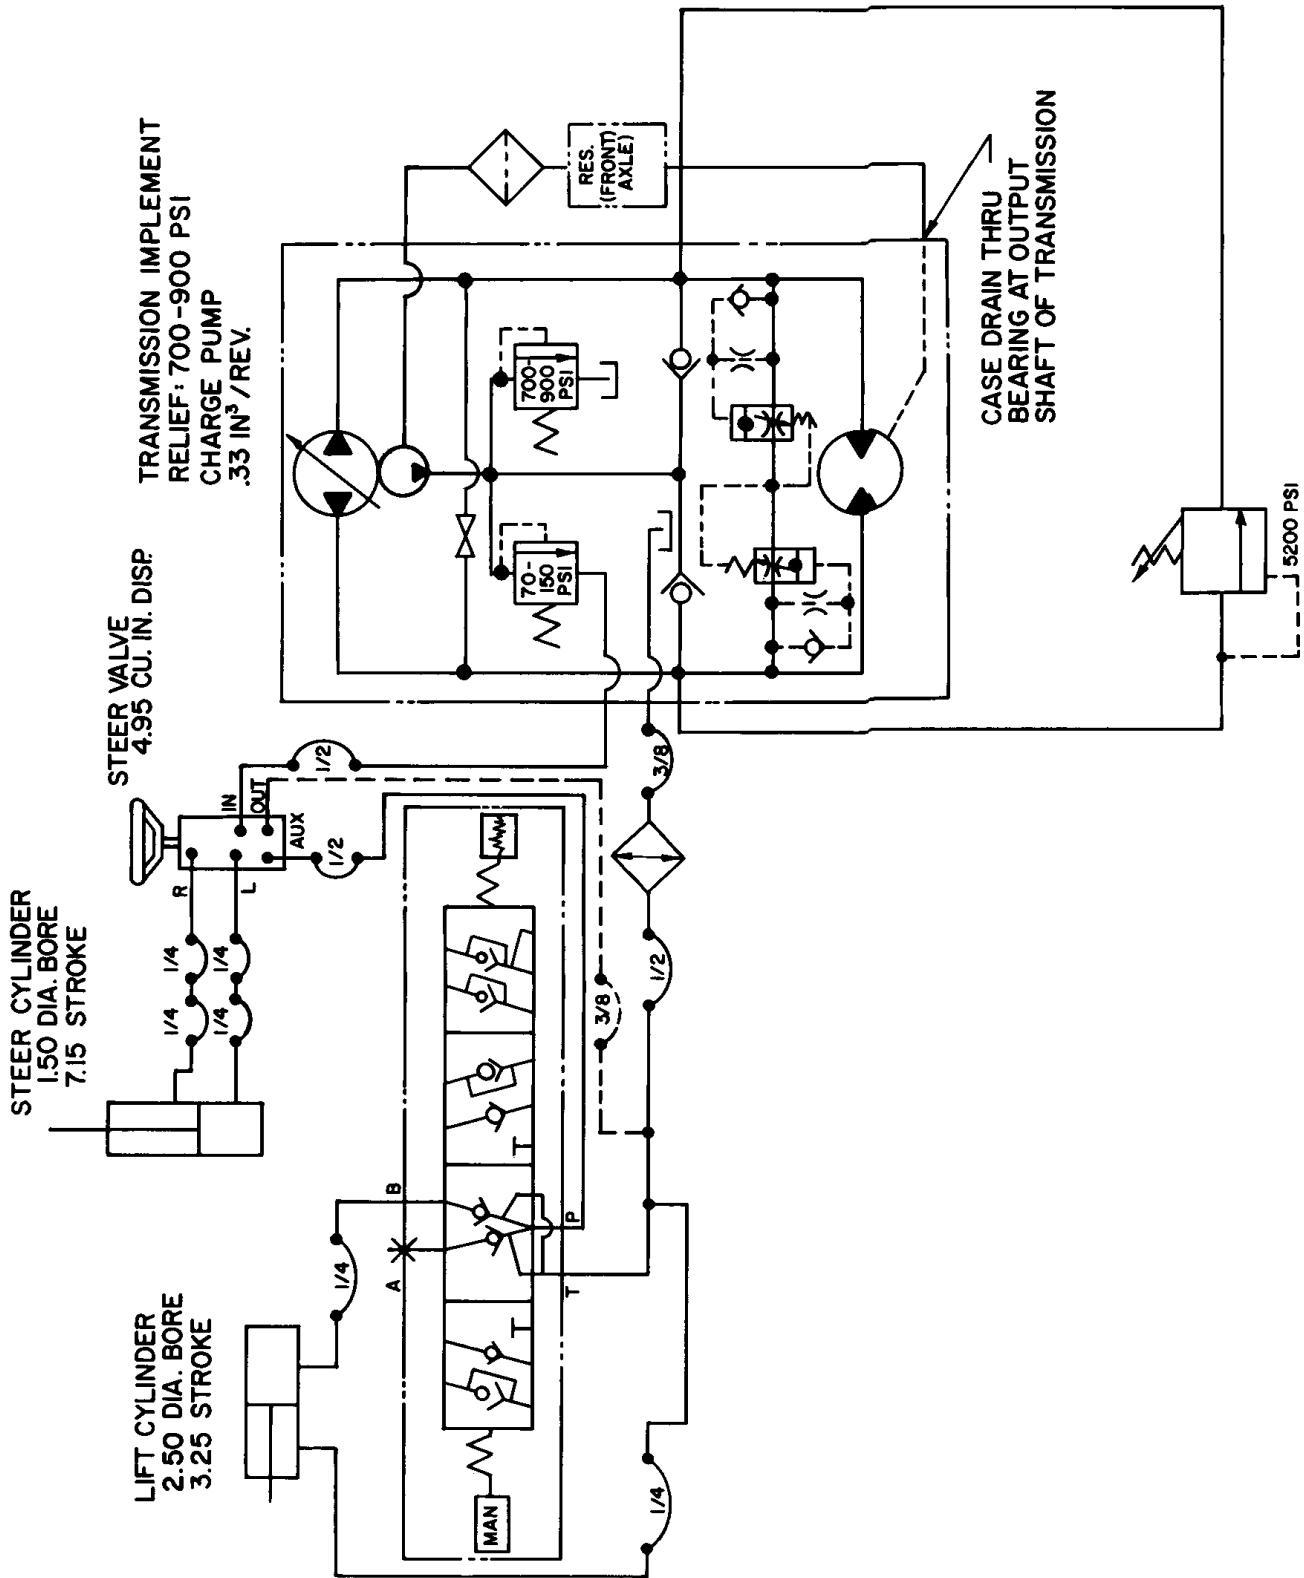 STEER CYLINDER
1.50 DIA. BORE
7.15 STROKE
STEER VALVE
4.95 CU. IN. DISP.
TRANSMISSION IMPLEMENT
RELIEF: 700-900 PSI
CHARGE PUMP
.33 IN³/REV.
LIFT CYLINDER
2.50 DIA. BORE
3.25 STROKE
R
L
IN
OUT
AUX
1/4
1/4
1/4
1/4
1/2
1/2
RES.
(FRONT)
AXLE)
700-
900
PSI
70-
150
PSI
CASE DRAIN THRU
BEARING AT OUTPUT
SHAFT OF TRANSMISSION
5200 PSI
3/8
3/8
1/2
1/4
1/4
A
B
T
P
MAN